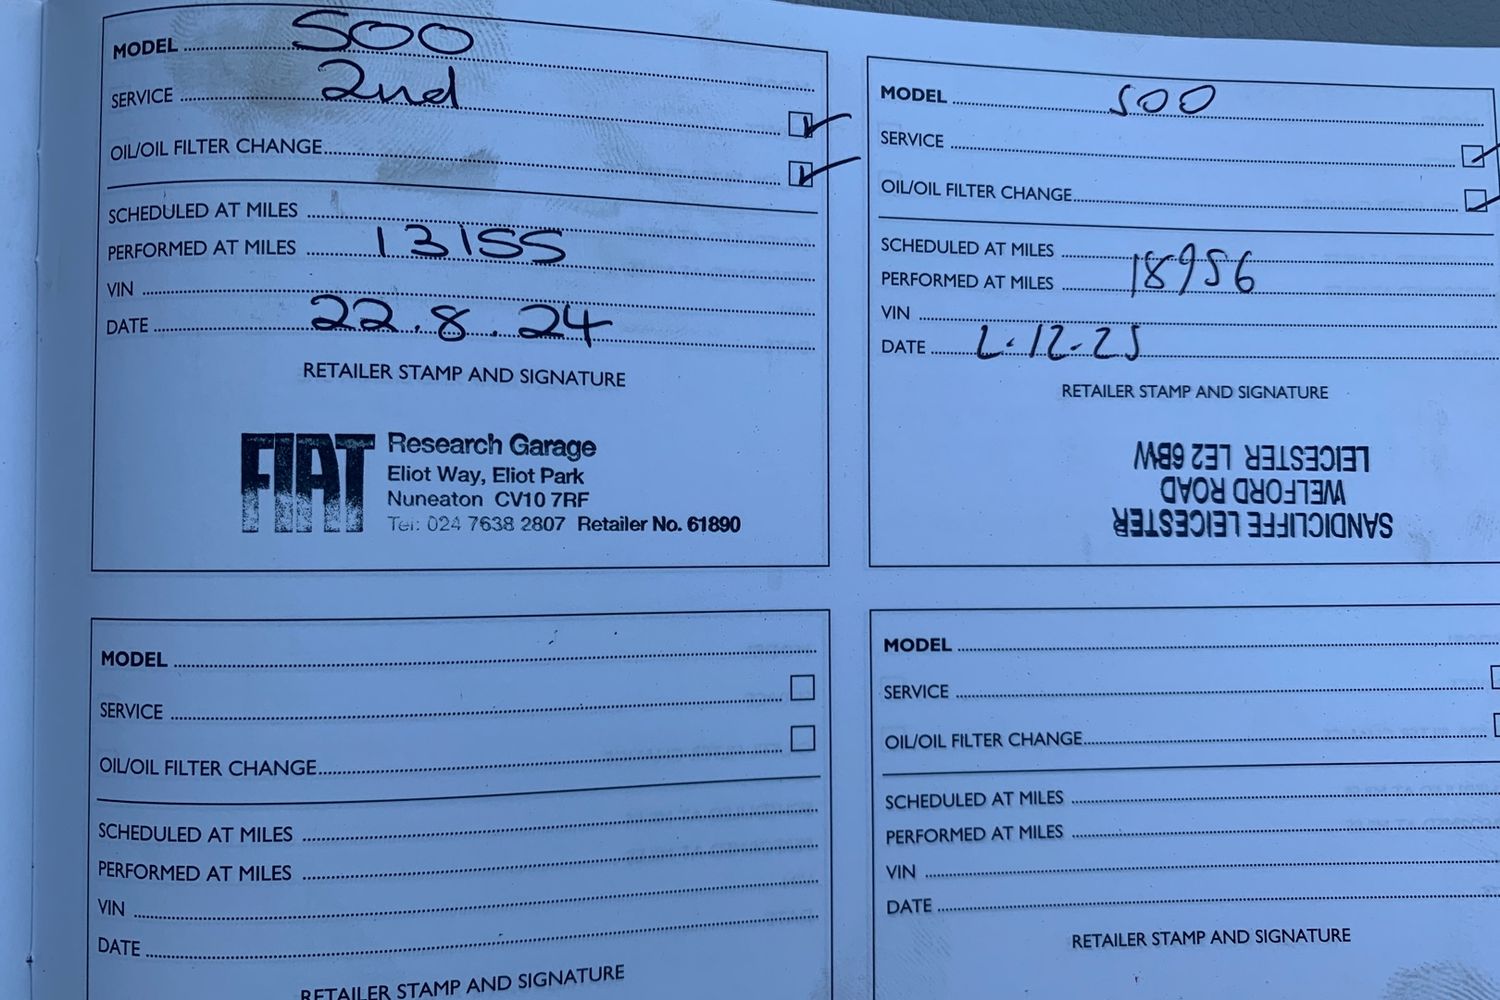 MODEL 500
SERVICE 2nd
OIL/OIL FILTER CHANGE
SCHEDULED AT MILES
PERFORMED AT MILES 13155
VIN
DATE 22.8.24
RETAILER STAMP AND SIGNATURE
FIAT
Research Garage
Eliot Way, Eliot Park
Nuneaton CV10 7RF
Tel: 024 7638 2807 Retailer No. 61890
MODEL 500
SERVICE
OIL/OIL FILTER CHANGE
SCHEDULED AT MILES
PERFORMED AT MILES 18956
VIN
DATE 2.12.25
RETAILER STAMP AND SIGNATURE
SANDICLIFFE LEICESTER
WELFORD ROAD
LEICESTER LE2 6BW
MODEL
SERVICE
OIL/OIL FILTER CHANGE
SCHEDULED AT MILES
PERFORMED AT MILES
VIN
DATE
RETAILER STAMP AND SIGNATURE
MODEL
SERVICE
OIL/OIL FILTER CHANGE
SCHEDULED AT MILES
PERFORMED AT MILES
VIN
DATE
RETAILER STAMP AND SIGNATURE